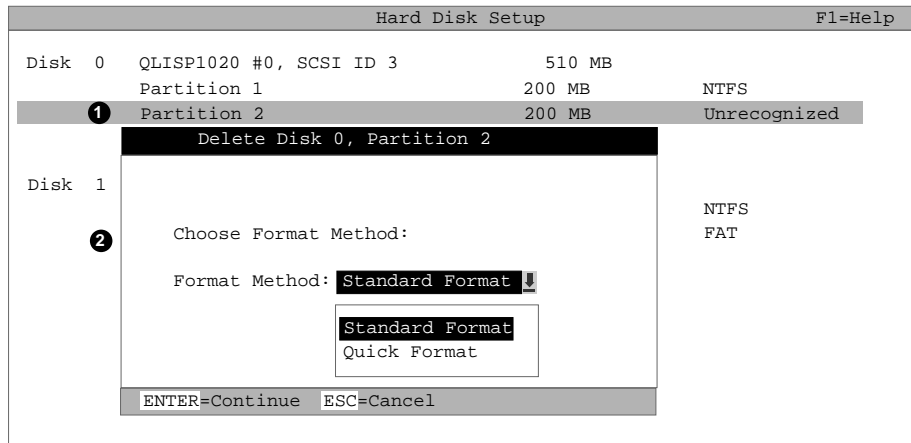 Hard Disk Setup F1=Help
Disk 0 QLISP1020 #0, SCSI ID 3 510 MB
Partition 1 200 MB NTFS
1 Partition 2 200 MB Unrecognized
Delete Disk 0, Partition 2
Disk 1
NTFS
2 Choose Format Method: FAT
Format Method: Standard Format
Standard Format
Quick Format
ENTER=Continue ESC=Cancel